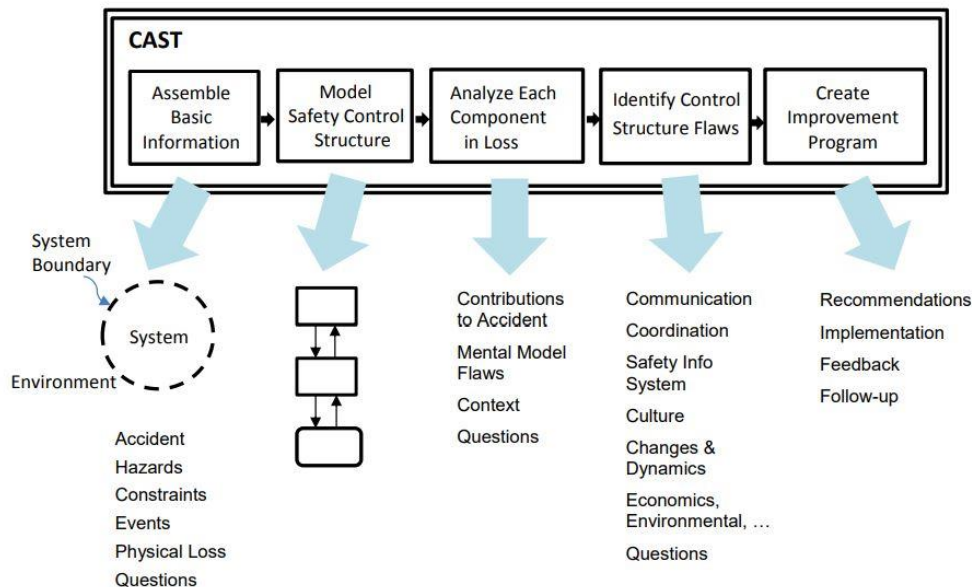 CAST
Assemble
Basic
Information
Model
Safety Control
Structure
Analyze Each
Component
in Loss
Identify Control
Structure Flaws
Create
Improvement
Program
System
Boundary
System
Environment
Accident
Hazards
Constraints
Events
Physical Loss
Questions
Contributions
to Accident
Mental Model
Flaws
Context
Questions
Communication
Coordination
Safety Info
System
Culture
Changes &
Dynamics
Economics,
Environmental, …
Questions
Recommendations
Implementation
Feedback
Follow-up